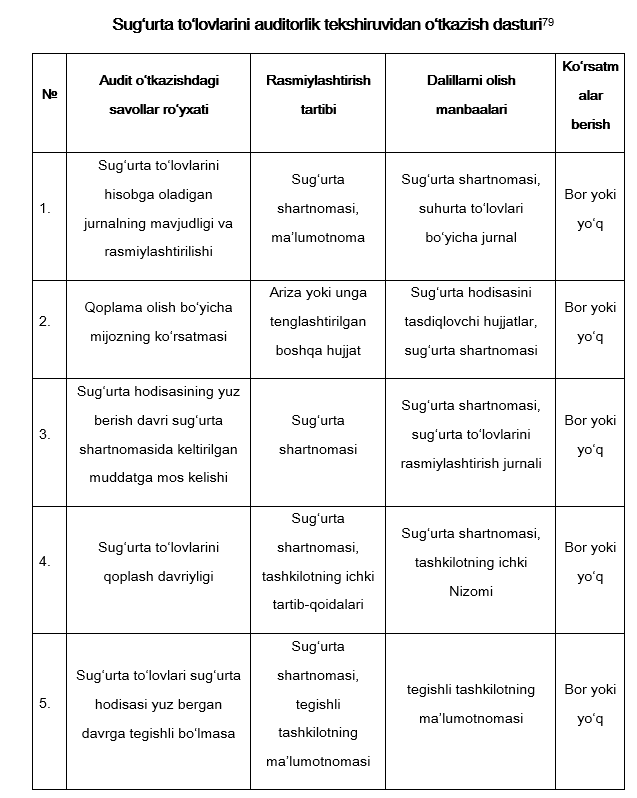 Sug‘urta to‘lovlarini auditorlik tekshiruvidan o‘tkazish dasturi79
№
Audit o‘tkazishdagi
savollar ro‘yxati
Rasmiylashtirish
tartibi
Dalillarni olish
manbaalari
Ko‘rsatm
alar
berish
1.
Sug‘urta to‘lovlarini
hisobga oladigan
jurnalning mavjudligi va
rasmiylashtirilishi
Sug‘urta
shartnomasi,
ma’lumotnoma
Sug‘urta shartnomasi,
suhurta to‘lovlari
bo‘yicha jurnal
Bor yoki
yo‘q
2.
Qoplama olish bo‘yicha
mijozning ko‘rsatmasi
Ariza yoki unga
tenglashtirilgan
boshqa hujjat
Sug‘urta hodisasini
tasdiqlovchi hujjatlar,
sug‘urta shartnomasi
Bor yoki
yo‘q
3.
Sug‘urta hodisasining yuz
berish davri sug‘urta
shartnomasida keltirilgan
muddatga mos kelishi
Sug‘urta
shartnomasi
Sug‘urta shartnomasi,
sug‘urta to‘lovlarini
rasmiylashtirish jurnali
Bor yoki
yo‘q
4.
Sug‘urta to‘lovlarini
qoplash davriyligi
Sug‘urta
shartnomasi,
tashkilotning ichki
tartib-qoidalari
Sug‘urta shartnomasi,
tashkilotning ichki
Nizomi
Bor yoki
yo‘q
5.
Sug‘urta to‘lovlari sug‘urta
hodisasi yuz bergan
davrga tegishli bo‘lmasa
Sug‘urta
shartnomasi,
tegishli
tashkilotning
ma’lumotnomasi
tegishli tashkilotning
ma’lumotnomasi
Bor yoki
yo‘q